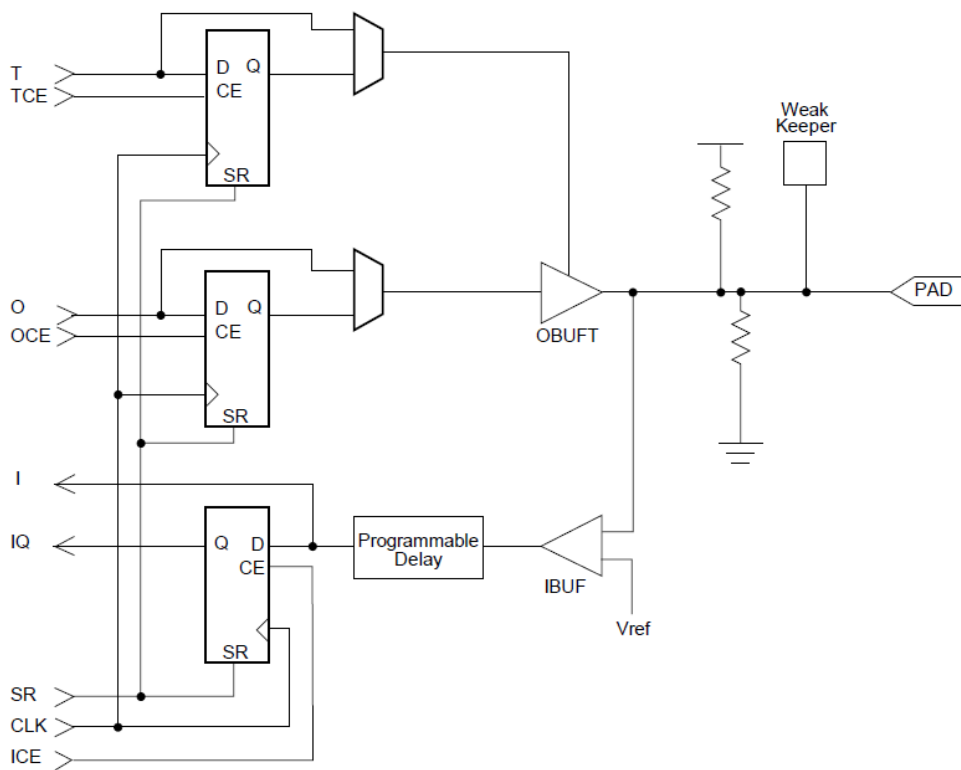 T
TCE
D
Q
CE
SR
Weak
Keeper
O
OCE
D
Q
CE
SR
OBUFT
PAD
I
IQ
Q
D
CE
SR
Programmable
Delay
IBUF
Vref
SR
CLK
ICE